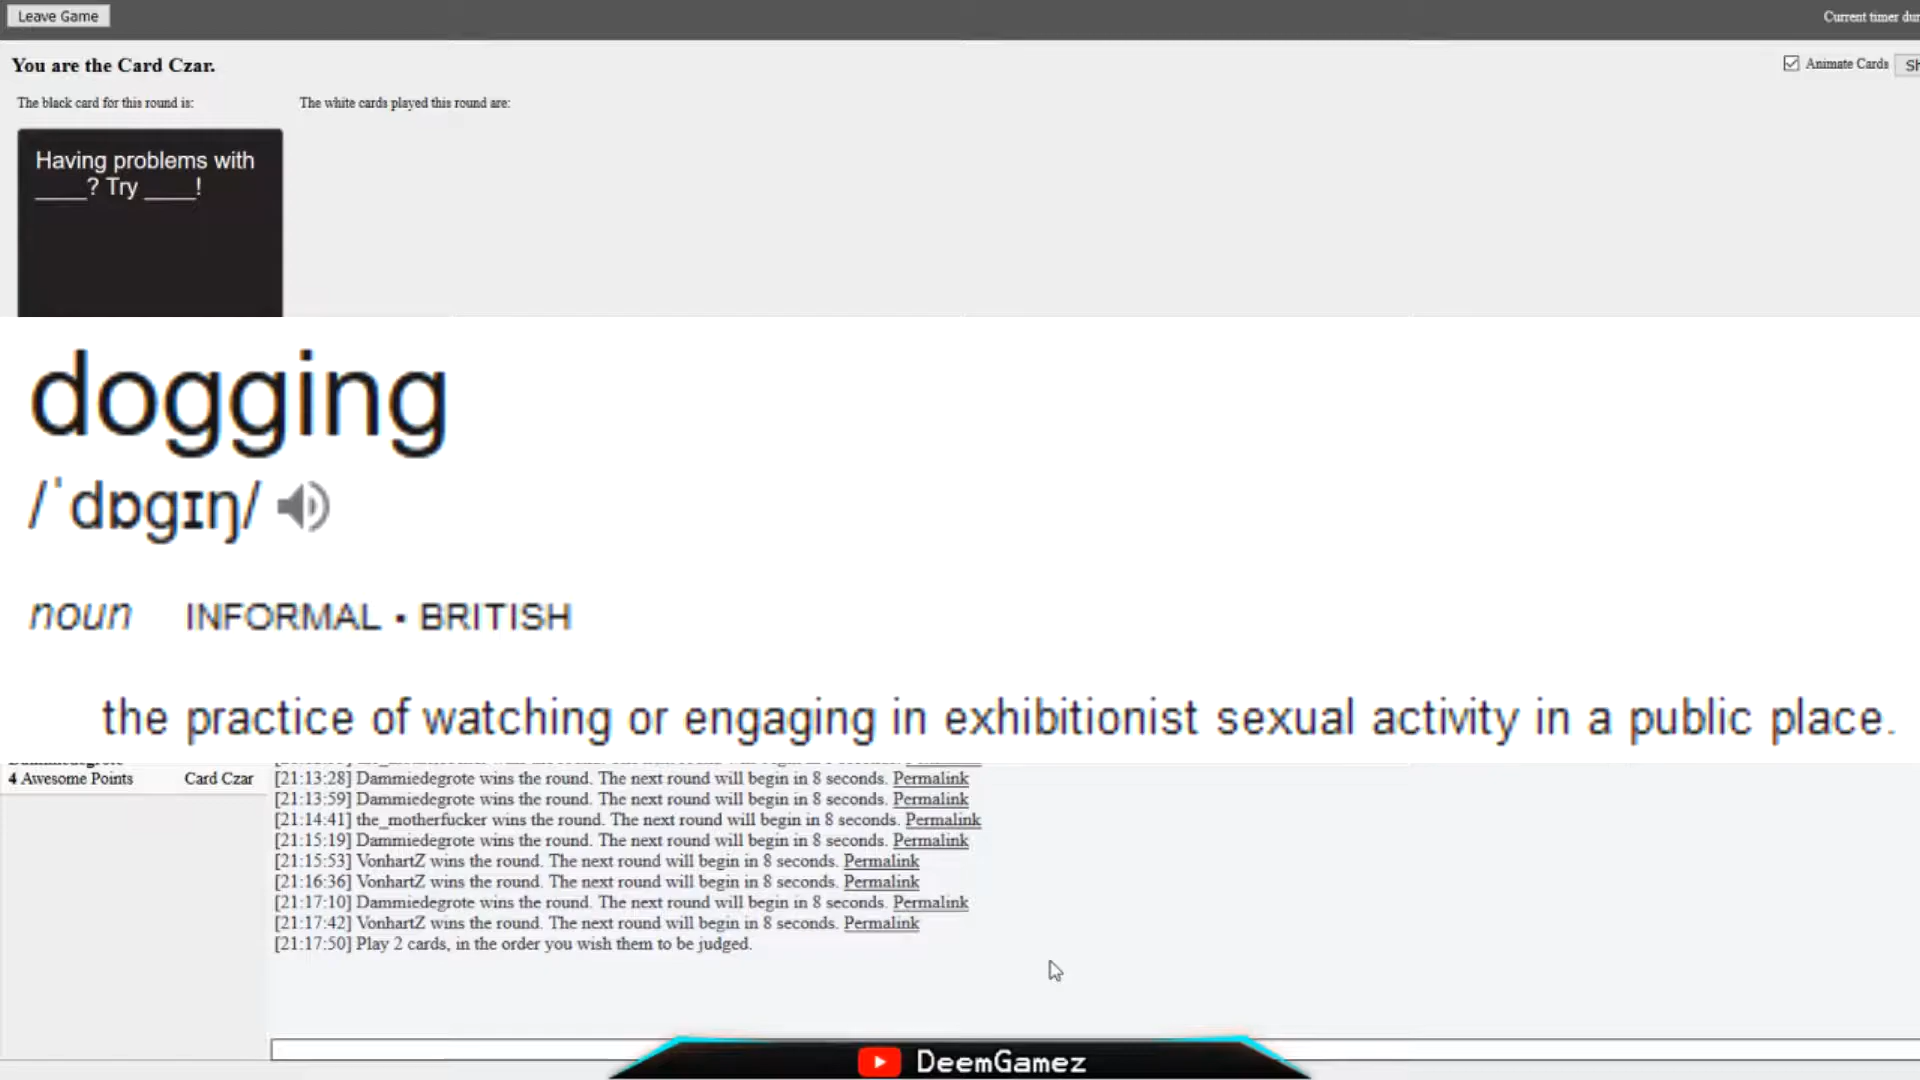 Leave Game
Current timer dur
You are the Card Czar.
Animate Cards
Sh
The black card for this round is:
The white cards played this round are:
Having problems with
____? Try ____!
dogging
/ˈdɒɡɪŋ/
noun INFORMAL • BRITISH
the practice of watching or engaging in exhibitionist sexual activity in a public place.
4 Awesome Points Card Czar
[21:13:28] Dammiedegrote wins the round. The next round will begin in 8 seconds. Permalink
[21:13:59] Dammiedegrote wins the round. The next round will begin in 8 seconds. Permalink
[21:14:41] the_motherfucker wins the round. The next round will begin in 8 seconds. Permalink
[21:15:19] Dammiedegrote wins the round. The next round will begin in 8 seconds. Permalink
[21:15:53] VonhartZ wins the round. The next round will begin in 8 seconds. Permalink
[21:16:36] VonhartZ wins the round. The next round will begin in 8 seconds. Permalink
[21:17:10] Dammiedegrote wins the round. The next round will begin in 8 seconds. Permalink
[21:17:42] VonhartZ wins the round. The next round will begin in 8 seconds. Permalink
[21:17:50] Play 2 cards, in the order you wish them to be judged.
DeemGamez